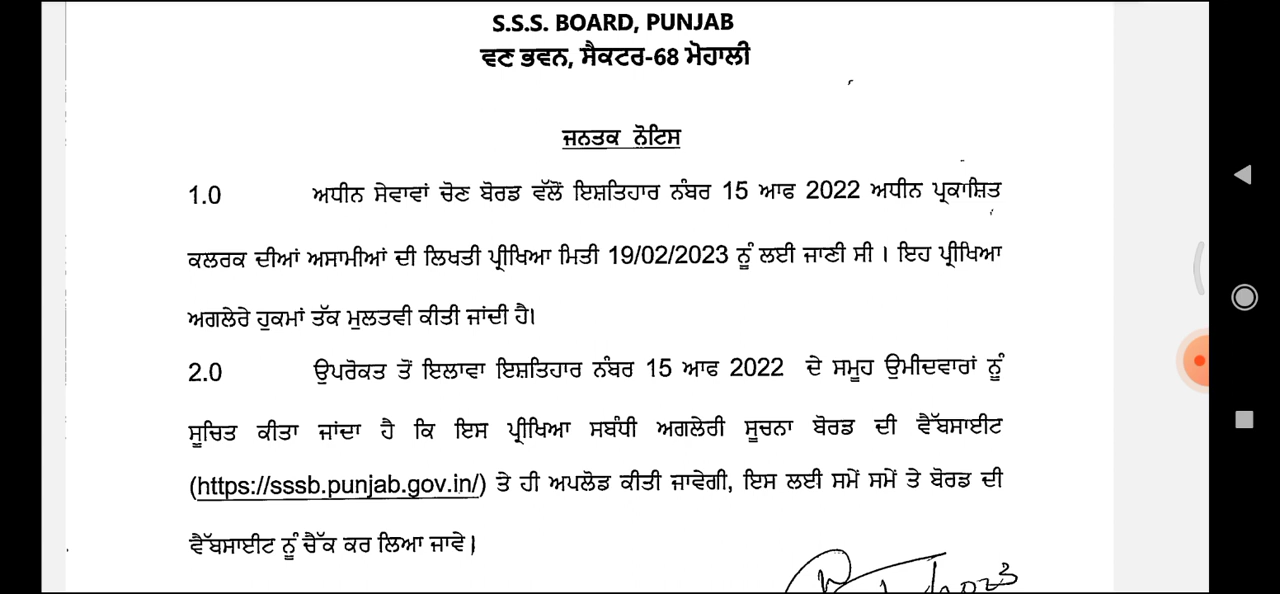 S.S.S. BOARD, PUNJAB
ਵਣ ਭਵਨ, ਸੈਕਟਰ-68 ਮੋਹਾਲੀ
ਜਨਤਕ ਨੋਟਿਸ
1.0 ਅਧੀਨ ਸੇਵਾਵਾਂ ਚੋਣ ਬੋਰਡ ਵੱਲੋਂ ਇਸ਼ਤਿਹਾਰ ਨੰਬਰ 15 ਆਫ 2022 ਅਧੀਨ ਪ੍ਰਕਾਸ਼ਿਤ
ਕਲਰਕ ਦੀਆਂ ਅਸਾਮੀਆਂ ਦੀ ਲਿਖਤੀ ਪ੍ਰੀਖਿਆ ਮਿਤੀ 19/02/2023 ਨੂੰ ਲਈ ਜਾਣੀ ਸੀ। ਇਹ ਪ੍ਰੀਖਿਆ
ਅਗਲੇਰੇ ਹੁਕਮਾਂ ਤੱਕ ਮੁਲਤਵੀ ਕੀਤੀ ਜਾਂਦੀ ਹੈ।
2.0 ਉਪਰੋਕਤ ਤੋਂ ਇਲਾਵਾ ਇਸ਼ਤਿਹਾਰ ਨੰਬਰ 15 ਆਫ 2022 ਦੇ ਸਮੂਹ ਉਮੀਦਵਾਰਾਂ ਨੂੰ
ਸੂਚਿਤ ਕੀਤਾ ਜਾਂਦਾ ਹੈ ਕਿ ਇਸ ਪ੍ਰੀਖਿਆ ਸਬੰਧੀ ਅਗਲੇਰੀ ਸੂਚਨਾ ਬੋਰਡ ਦੀ ਵੈੱਬਸਾਈਟ
(https://sssb.punjab.gov.in/) ਤੇ ਹੀ ਅਪਲੋਡ ਕੀਤੀ ਜਾਵੇਗੀ, ਇਸ ਲਈ ਸਮੇਂ ਸਮੇਂ ਤੇ ਬੋਰਡ ਦੀ
ਵੈੱਬਸਾਈਟ ਨੂੰ ਚੈੱਕ ਕਰ ਲਿਆ ਜਾਵੇ।